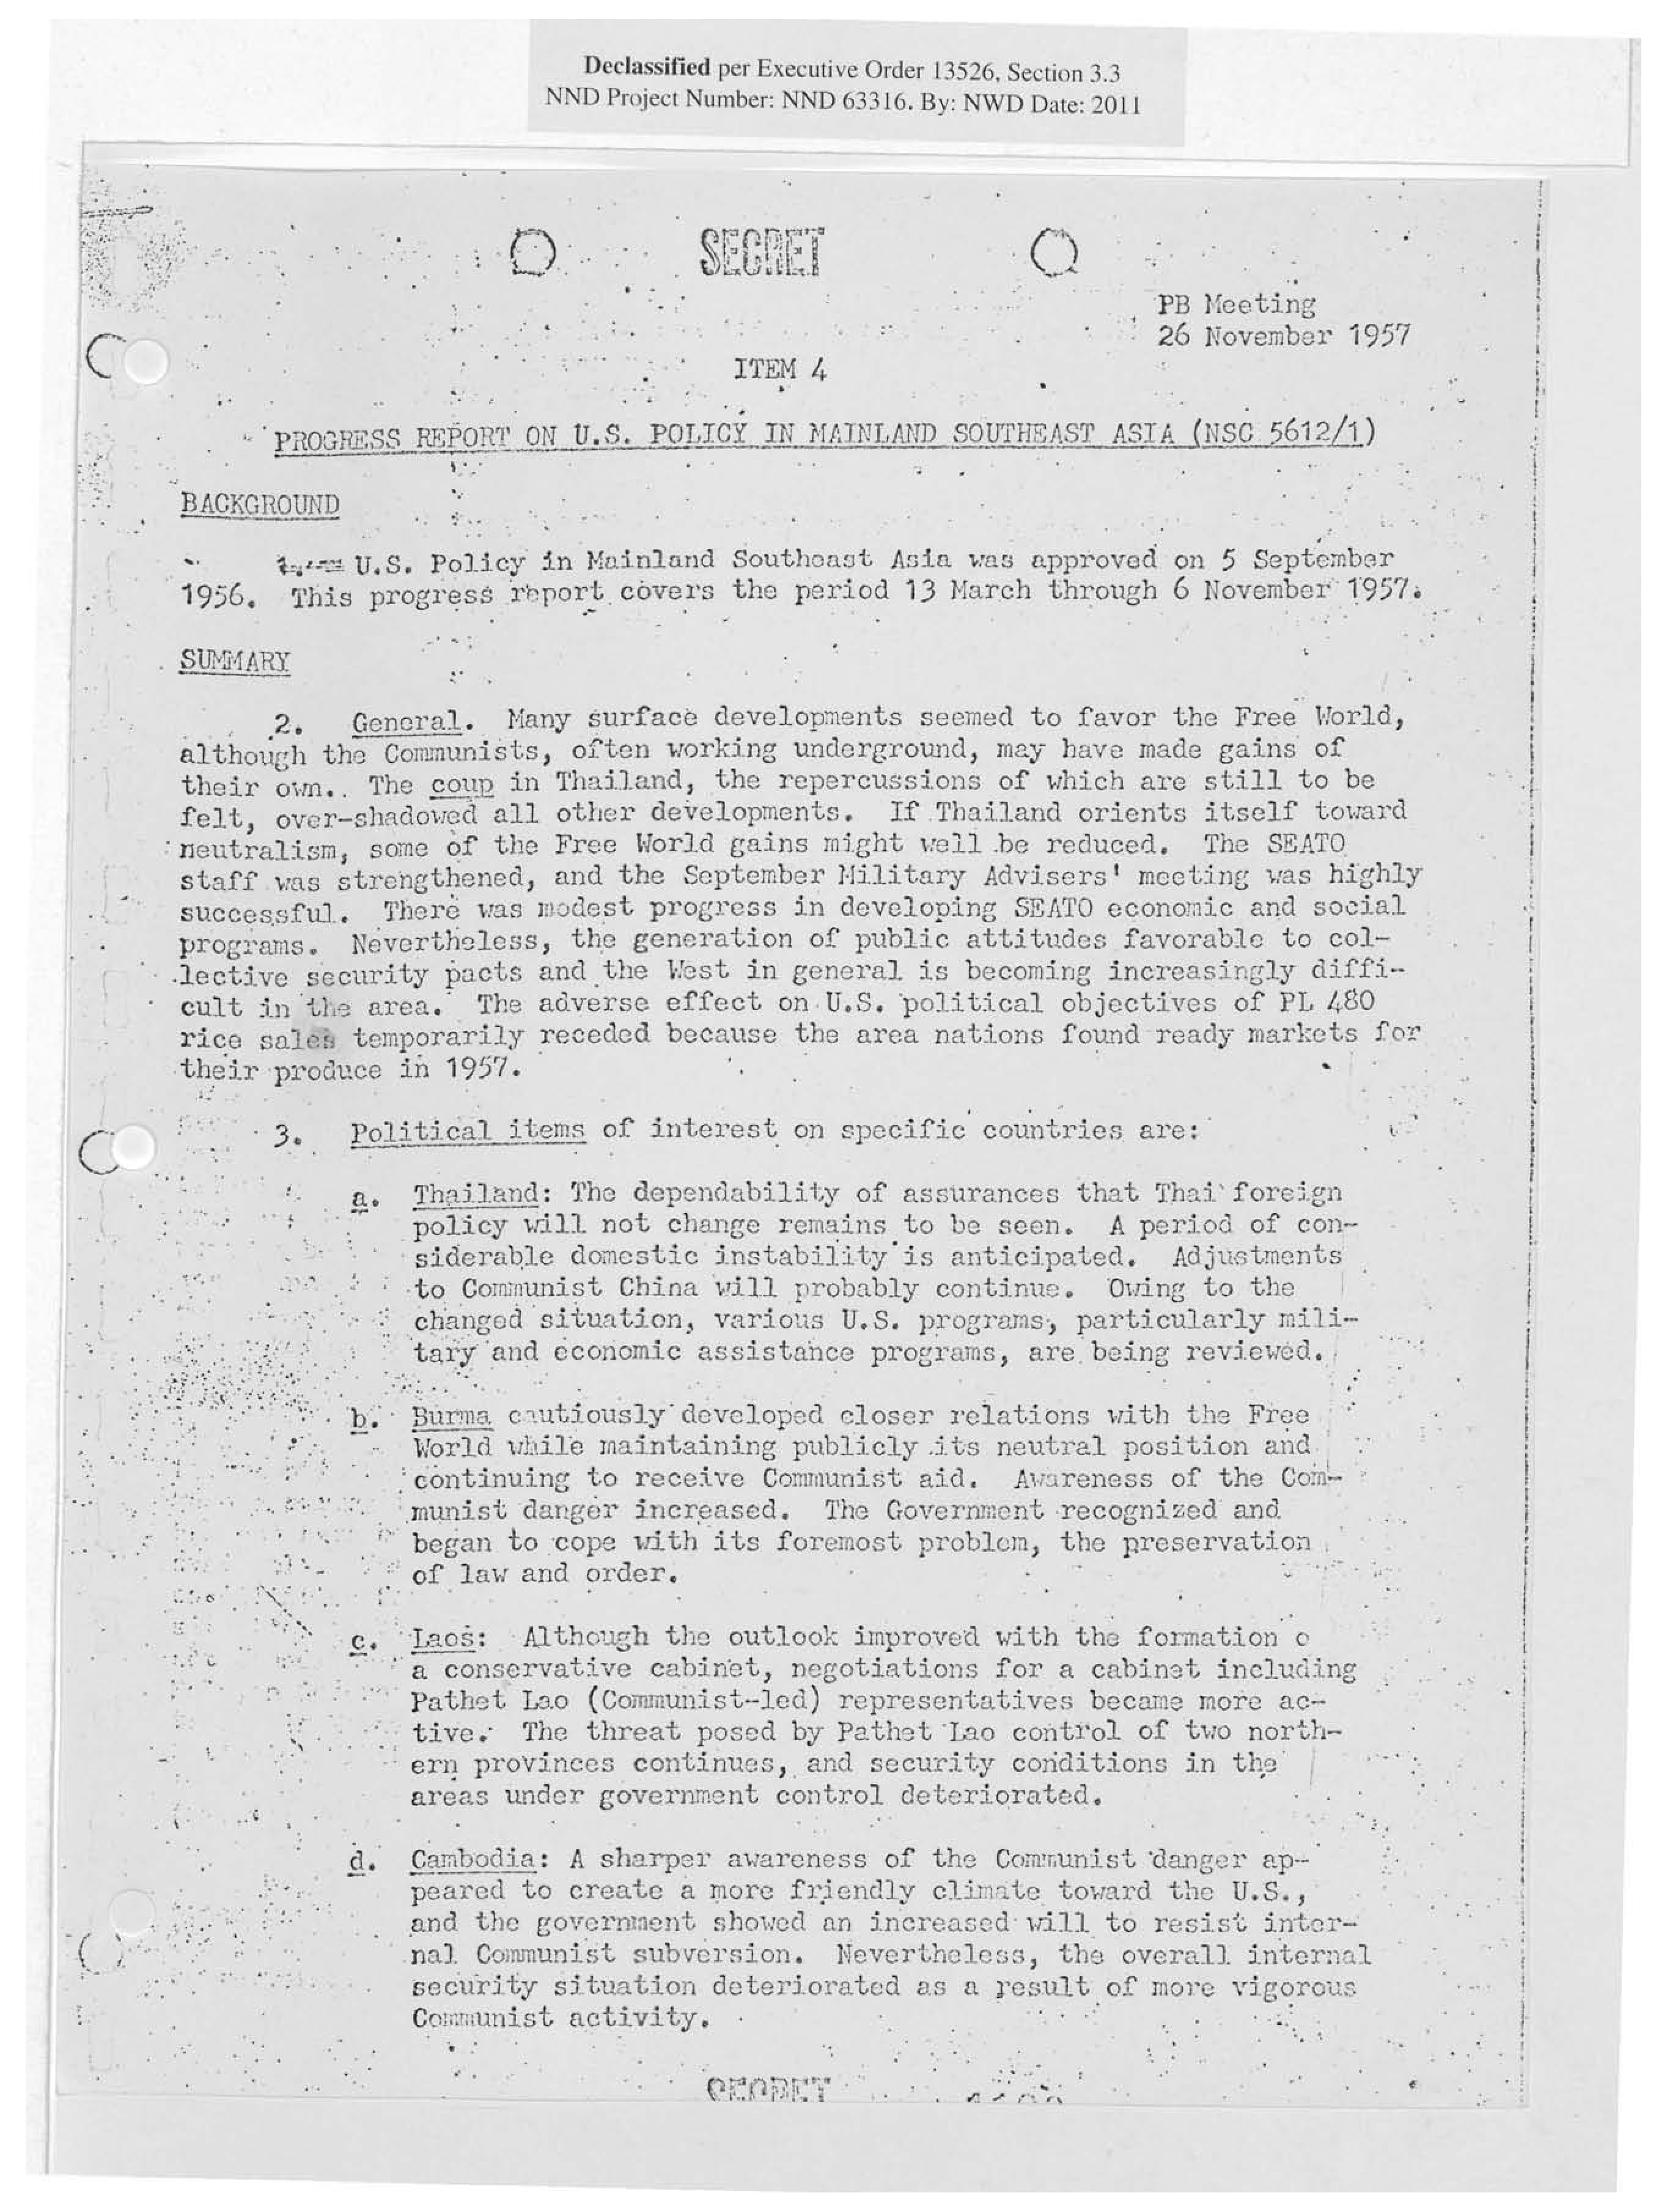 Declassified per Executive Order 13526, Section 3.3
NND Project Number: NND 63316. By: NWD Date: 2011
SECRET
PB Meeting
26 November 1957
ITEM 4
PROGRESS REPORT ON U.S. POLICY IN MAINLAND SOUTHEAST ASIA (NSC 5612/1)
BACKGROUND
U.S. Policy in Mainland Southeast Asia was approved on 5 September
1956. This progress report covers the period 13 March through 6 November 1957.
SUMMARY
2. General. Many surface developments seemed to favor the Free World,
although the Communists, often working underground, may have made gains of
their own.. The coup in Thailand, the repercussions of which are still to be
felt, over-shadowed all other developments. If Thailand orients itself toward
neutralism, some of the Free World gains might well be reduced. The SEATO
staff was strengthened, and the September Military Advisers' meeting was highly
successful. There was modest progress in developing SEATO economic and social
programs. Nevertheless, the generation of public attitudes favorable to col-
lective security pacts and the West in general is becoming increasingly diffi-
cult in the area. The adverse effect on U.S. political objectives of PL 480
rice sales temporarily receded because the area nations found ready markets for
their produce in 1957.
3. Political items of interest on specific countries are:
a. Thailand: The dependability of assurances that Thai foreign
policy will not change remains to be seen. A period of con-
siderable domestic instability is anticipated. Adjustments
to Communist China will probably continue. Owing to the
changed situation, various U.S. programs, particularly mili-
tary and economic assistance programs, are being reviewed.
b. Burma cautiously developed closer relations with the Free
World while maintaining publicly its neutral position and
continuing to receive Communist aid. Awareness of the Com-
munist danger increased. The Government recognized and
began to cope with its foremost problem, the preservation
of law and order.
c. Laos: Although the outlook improved with the formation o
a conservative cabinet, negotiations for a cabinet including
Pathet Lao (Communist-led) representatives became more ac-
tive. The threat posed by Pathet Lao control of two north-
ern provinces continues, and security conditions in the
areas under government control deteriorated.
d. Cambodia: A sharper awareness of the Communist danger ap-
peared to create a more friendly climate toward the U.S.,
and the government showed an increased will to resist inter-
nal Communist subversion. Nevertheless, the overall internal
security situation deteriorated as a result of more vigorous
Communist activity.
SECRET